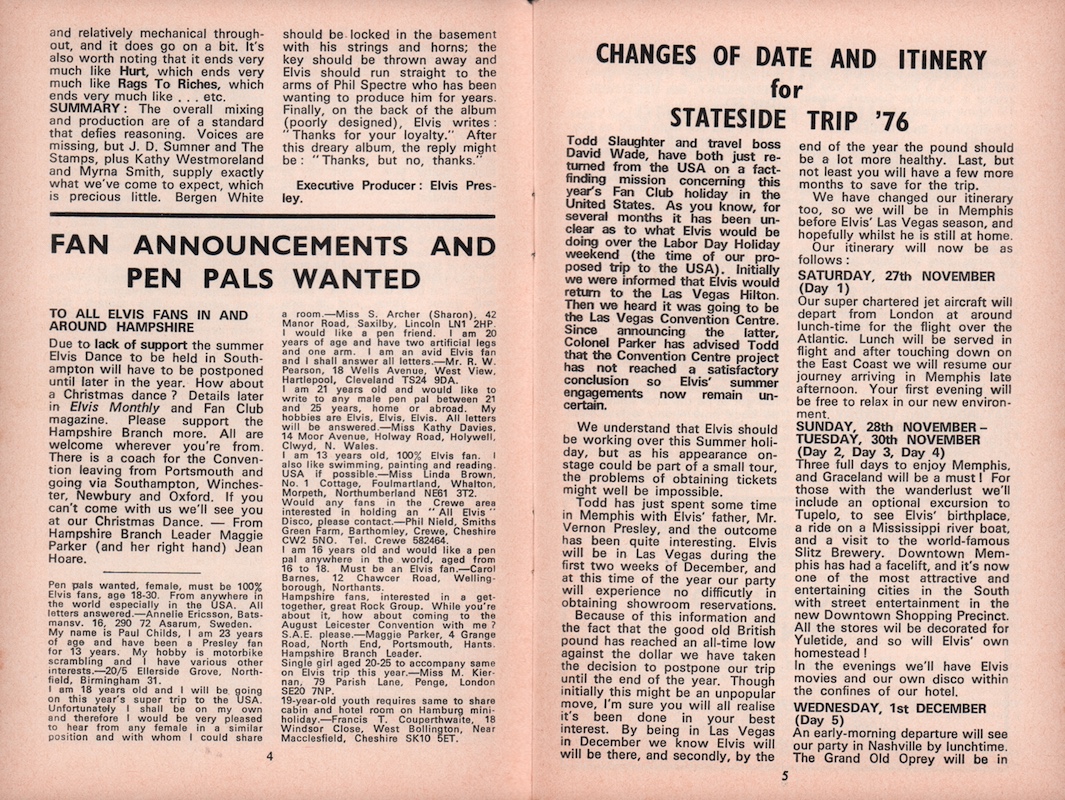 and relatively mechanical through-
out, and it does go on a bit. It's
also worth noting that it ends very
much like Hurt, which ends very
much like Rags To Riches, which
ends very much like . . . etc.
SUMMARY: The overall mixing
and production are of a standard
that defies reasoning. Voices are
missing, but J. D. Sumner and The
Stamps, plus Kathy Westmoreland
and Myrna Smith, supply exactly
what we've come to expect, which
is precious little. Bergen White
should be locked in the basement
with his strings and horns; the
key should be thrown away and
Elvis should run straight to the
arms of Phil Spectre who has been
wanting to produce him for years.
Finally, on the back of the album
(poorly designed), Elvis writes:
"Thanks for your loyalty." After
this dreary album, the reply might
be: "Thanks, but no, thanks."
Executive Producer: Elvis Pres-
ley.
FAN ANNOUNCEMENTS AND
PEN PALS WANTED
TO ALL ELVIS FANS IN AND
AROUND HAMPSHIRE
Due to lack of support the summer
Elvis Dance to be held in South-
ampton will have to be postponed
until later in the year. How about
a Christmas dance? Details later
in Elvis Monthly and Fan Club
magazine. Please support the
Hampshire Branch more. All are
welcome wherever you're from.
There is a coach for the Conven-
tion leaving from Portsmouth and
going via Southampton, Winches-
ter, Newbury and Oxford. If you
can't come with us we'll see you
at our Christmas Dance. — From
Hampshire Branch Leader Maggie
Parker (and her right hand) Jean
Hoare.
Pen pals wanted, female, must be 100%
Elvis fans, age 18-30. From anywhere in
the world especially in the USA. All
letters answered.—Annelie Ericsson, Bats-
mansv. 16, 290 72 Asarum, Sweden.
My name is Paul Childs, I am 23 years
of age and have been a Presley fan
for 13 years. My hobby is motorbike
scrambling and I have various other
interests.—20/5 Ellerside Grove, North-
field, Birmingham 31.
I am 18 years old and I will be going
on this year's super trip to the USA.
Unfortunately I shall be on my own
and therefore I would be very pleased
to hear from any female in a similar
position and with whom I could share
a room.—Miss S. Archer (Sharon), 42
Manor Road, Saxilby, Lincoln LN1 2HP.
I would like a pen friend. I am 20
years of age and have two artificial legs
and one arm. I am an avid Elvis fan
and I shall answer all letters.—Mr. R. W.
Pearson, 18 Wells Avenue, West View,
Hartlepool, Cleveland TS24 9DA.
I am 21 years old and would like to
write to any male pen pal between 21
and 25 years, home or abroad. My
hobbies are Elvis, Elvis, Elvis. All letters
will be answered.—Miss Kathy Davies,
14 Moor Avenue, Holway Road, Holywell,
Clwyd, N. Wales.
I am 13 years old, 100% Elvis fan. I
also like swimming, painting and reading.
USA if possible.—Miss Linda Brown,
No. 1 Cottage, Foulmartland, Whalton,
Morpeth, Northumberland NE61 3TZ.
Would any fans in the Crewe area
interested in holding an "All Elvis"
Disco, please contact.—Phil Nield, Smiths
Green Farm, Barthomley, Crewe, Cheshire
CW2 5NO. Tel. Crewe 582464.
I am 16 years old and would like a pen
pal anywhere in the world, aged from
16 to 18. Must be an Elvis fan.—Carol
Barnes, 12 Chawcer Road, Welling-
borough, Northants.
Hampshire fans, interested in a get-
together, great Rock Group. While you're
about it, how about coming to the
August Leicester Convention with me?
S.A.E. please.—Maggie Parker, 4 Grange
Road, North End, Portsmouth, Hants.
Hampshire Branch Leader.
Single girl aged 20-25 to accompany same
on Elvis trip this year.—Miss M. Kier-
nan, 79 Parish Lane, Penge, London
SE20 7NP.
19-year-old youth requires same to share
cabin and hotel room on Hamburg mini-
holiday.—Francis T. Couperthwaite, 18
Windsor Close, West Bollington, Near
Macclesfield, Cheshire SK10 5ET.
4
CHANGES OF DATE AND ITINERY
for
STATESIDE TRIP '76
Todd Slaughter and travel boss
David Wade, have both just re-
turned from the USA on a fact-
finding mission concerning this
year's Fan Club holiday in the
United States. As you know, for
several months it has been un-
clear as to what Elvis would be
doing over the Labor Day Holiday
weekend (the time of our pro-
posed trip to the USA). Initially
we were informed that Elvis would
return to the Las Vegas Hilton.
Then we heard it was going to be
the Las Vegas Convention Centre.
Since announcing the latter,
Colonel Parker has advised Todd
that the Convention Centre project
has not reached a satisfactory
conclusion so Elvis' summer
engagements now remain un-
certain.
We understand that Elvis should
be working over this Summer holi-
day, but as his appearance on-
stage could be part of a small tour,
the problems of obtaining tickets
might well be impossible.
Todd has just spent some time
in Memphis with Elvis' father, Mr.
Vernon Presley, and the outcome
has been quite interesting. Elvis
will be in Las Vegas during the
first two weeks of December, and
at this time of the year our party
will experience no difficutly in
obtaining showroom reservations.
Because of this information and
the fact that the good old British
pound has reached an all-time low
against the dollar we have taken
the decision to postpone our trip
until the end of the year. Though
initially this might be an unpopular
move, I'm sure you will all realise
it's been done in your best
interest. By being in Las Vegas
in December we know Elvis will
will be there, and secondly, by the
end of the year the pound should
be a lot more healthy. Last, but
not least you will have a few more
months to save for the trip.
We have changed our itinerary
too, so we will be in Memphis
before Elvis' Las Vegas season, and
hopefully whilst he is still at home.
Our itinerary will now be as
follows:
SATURDAY, 27th NOVEMBER
(Day 1)
Our super chartered jet aircraft will
depart from London at around
lunch-time for the flight over the
Atlantic. Lunch will be served in
flight and after touching down on
the East Coast we will resume our
journey arriving in Memphis late
afternoon. Your first evening will
be free to relax in our new environ-
ment.
SUNDAY, 28th NOVEMBER –
TUESDAY, 30th NOVEMBER
(Day 2, Day 3, Day 4)
Three full days to enjoy Memphis,
and Graceland will be a must! For
those with the wanderlust we'll
include an optional excursion to
Tupelo, to see Elvis' birthplace,
a ride on a Mississippi river boat,
and a visit to the world-famous
Slitz Brewery. Downtown Mem-
phis has had a facelift, and it's now
one of the most attractive and
entertaining cities in the South
with street entertainment in the
new Downtown Shopping Precinct.
All the stores wil be decorated for
Yuletide, and so will Elvis' own
homestead!
In the evenings we'll have Elvis
movies and our own disco within
the confines of our hotel.
WEDNESDAY, 1st DECEMBER
(Day 5)
An early-morning departure will see
our party in Nashville by lunchtime.
The Grand Old Oprey will be in
5